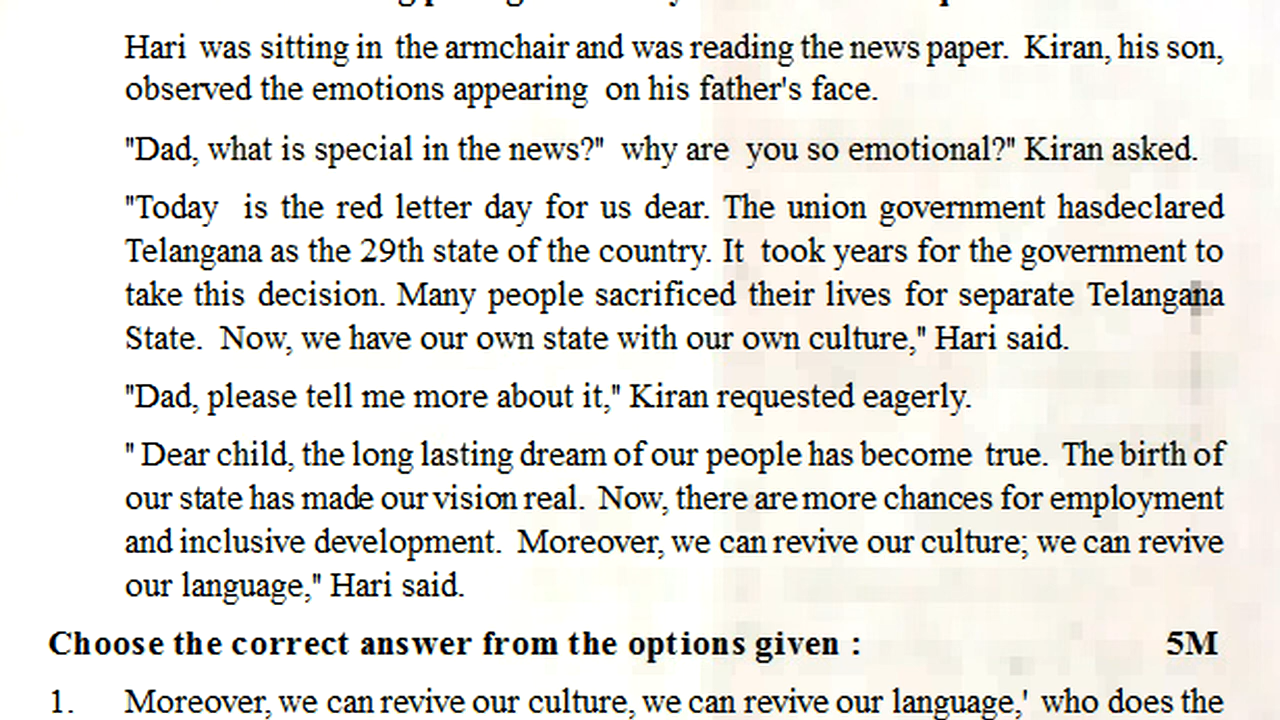 Hari was sitting in the armchair and was reading the news paper. Kiran, his son,
observed the emotions appearing on his father's face.
"Dad, what is special in the news?" why are you so emotional?" Kiran asked.
"Today is the red letter day for us dear. The union government hasdeclared
Telangana as the 29th state of the country. It took years for the government to
take this decision. Many people sacrificed their lives for separate Telangana
State. Now, we have our own state with our own culture," Hari said.
"Dad, please tell me more about it," Kiran requested eagerly.
" Dear child, the long lasting dream of our people has become true. The birth of
our state has made our vision real. Now, there are more chances for employment
and inclusive development. Moreover, we can revive our culture; we can revive
our language," Hari said.
Choose the correct answer from the options given : 5M
1. Moreover, we can revive our culture, we can revive our language,' who does the